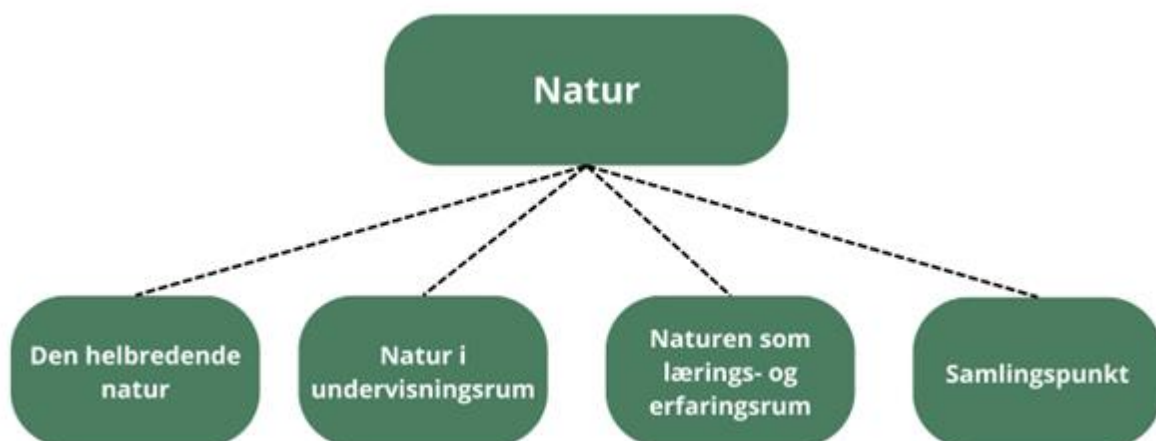 Natur
Den helbredende
natur
Natur i
undervisningsrum
Naturen som
lærings- og
erfaringsrum
Samlingspunkt